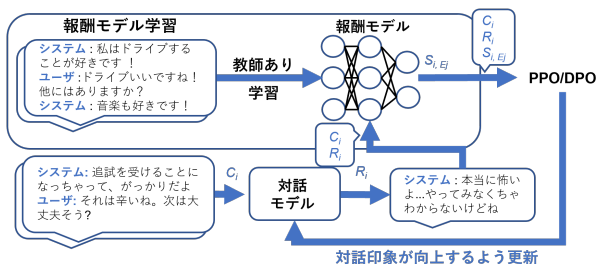 報酬モデル学習
システム : 私はドライブする
ことが好きです ！
ユーザ:ドライブいいですね!
他にはありますか？
システム : 音楽も好きです！
教師あり
学習
報酬モデル
S_{i, Ej}
C_i
R_i
S_{i, Ej}
PPO/DPO
C_i
R_i
システム: 追試を受けることに
なっちゃって、がっかりだよ
ユーザ: それは辛いね。次は大
丈夫そう?
C_i
対話
モデル
R_i
システム : 本当に怖い
よ...やってみなくちゃ
わからないけどね
対話印象が向上するよう更新